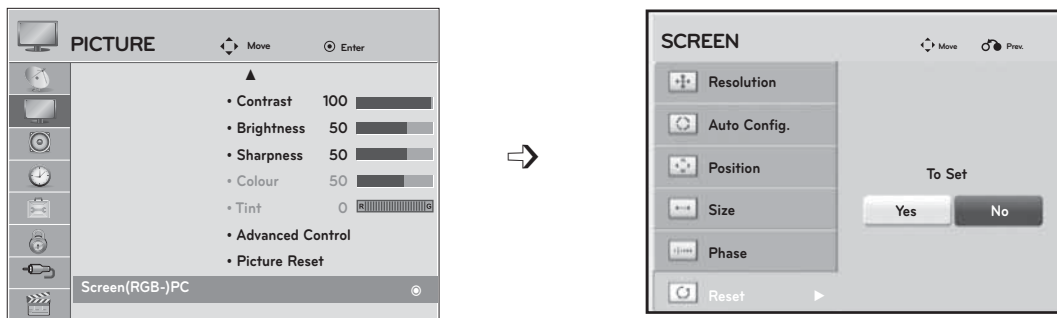 PICTURE Move Enter
▲
• Contrast 100
• Brightness 50
• Sharpness 50
• Colour 50
• Tint 0 R G
• Advanced Control
• Picture Reset
Screen(RGB-)PC
SCREEN Move Prev.
Resolution
Auto Config.
Position
Size
Phase
Reset ►
To Set
Yes No